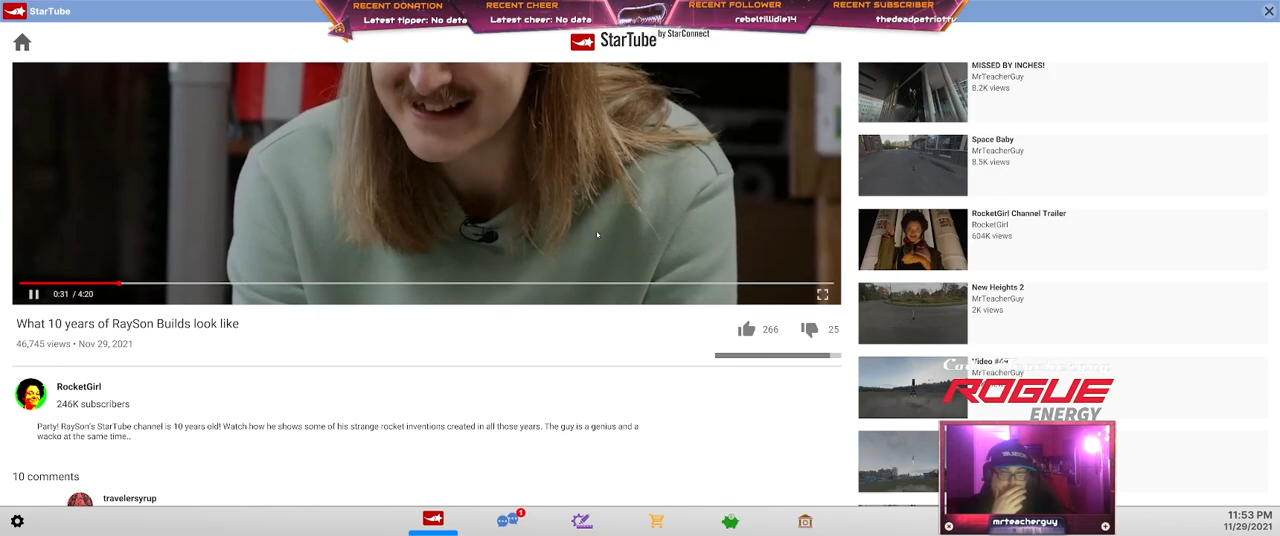 StarTube
RECENT DONATION
Latest tipper: No data
RECENT CHEER
Latest cheer: No data
RECENT FOLLOWER
rebeltillidie14
RECENT SUBSCRIBER
thedeadpatriottv
StarTube by StarConnect
0:31 / 4:20
What 10 years of RaySon Builds look like
46,745 views • Nov 29, 2021
266
25
RocketGirl
246K subscribers
Party! RaySon's StarTube channel is 10 years old! Watch how he shows some of his strange rocket inventions created in all those years. The guy is a genius and a
wacko at the same time..
10 comments
travelersyrup
MISSED BY INCHES!
MrTeacherGuy
8.2K views
Space Baby
MrTeacherGuy
8.5K views
RocketGirl Channel Trailer
RocketGirl
604K views
New Heights 2
MrTeacherGuy
2K views
Video
MrTeacherGuy
ROGUE
ENERGY
mrteacherguy
1
11:53 PM
11/29/2021